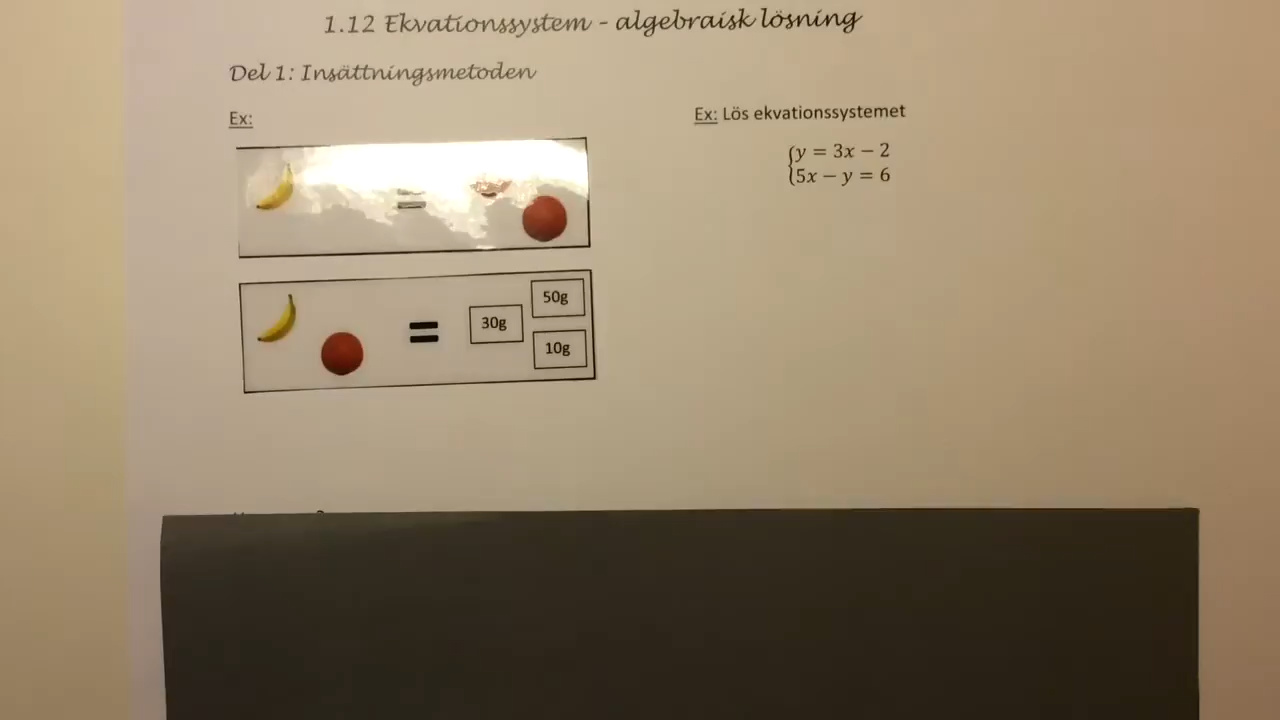 1.12 Ekvationssystem - algebraisk lösning
Del 1: Insättningsmetoden
Ex:
=
=
30g
50g
10g
Ex: Lös ekvationssystemet
{y = 3x − 2
{5x − y = 6